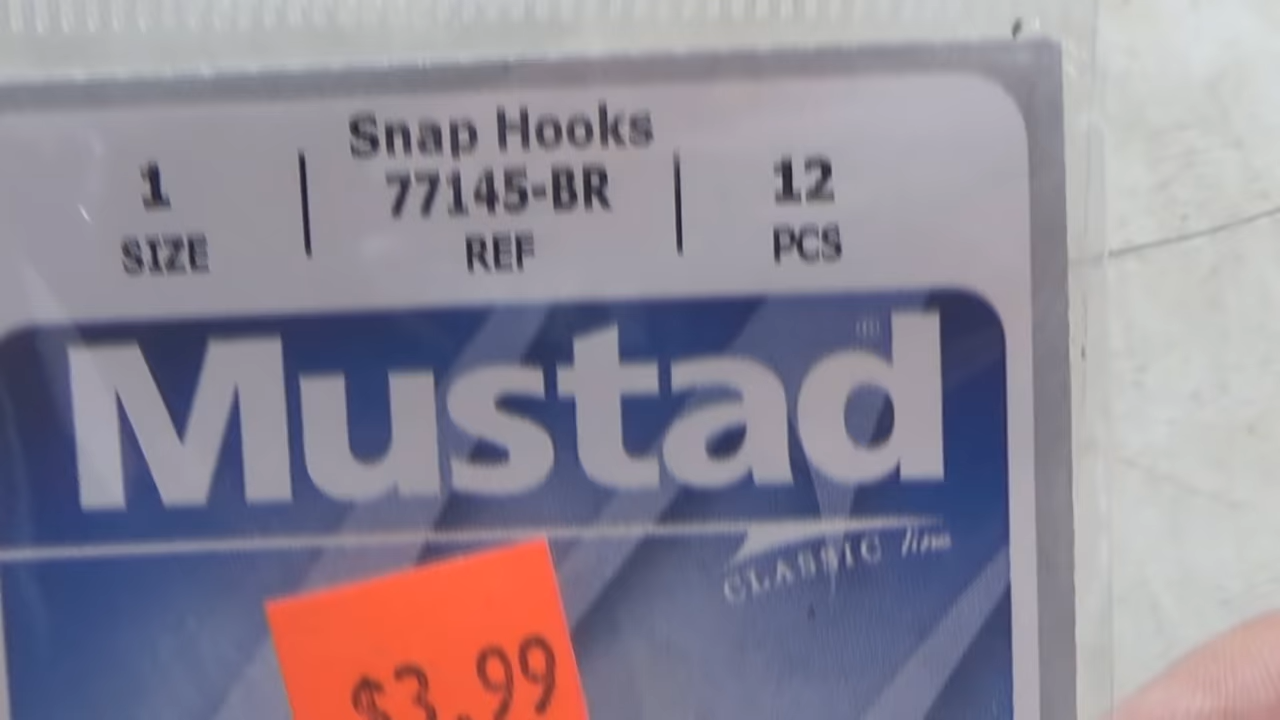 Snap Hooks
1 | 77145-BR | 12
SIZE REF PCS
Mustad®
CLASSIC line
$3.99